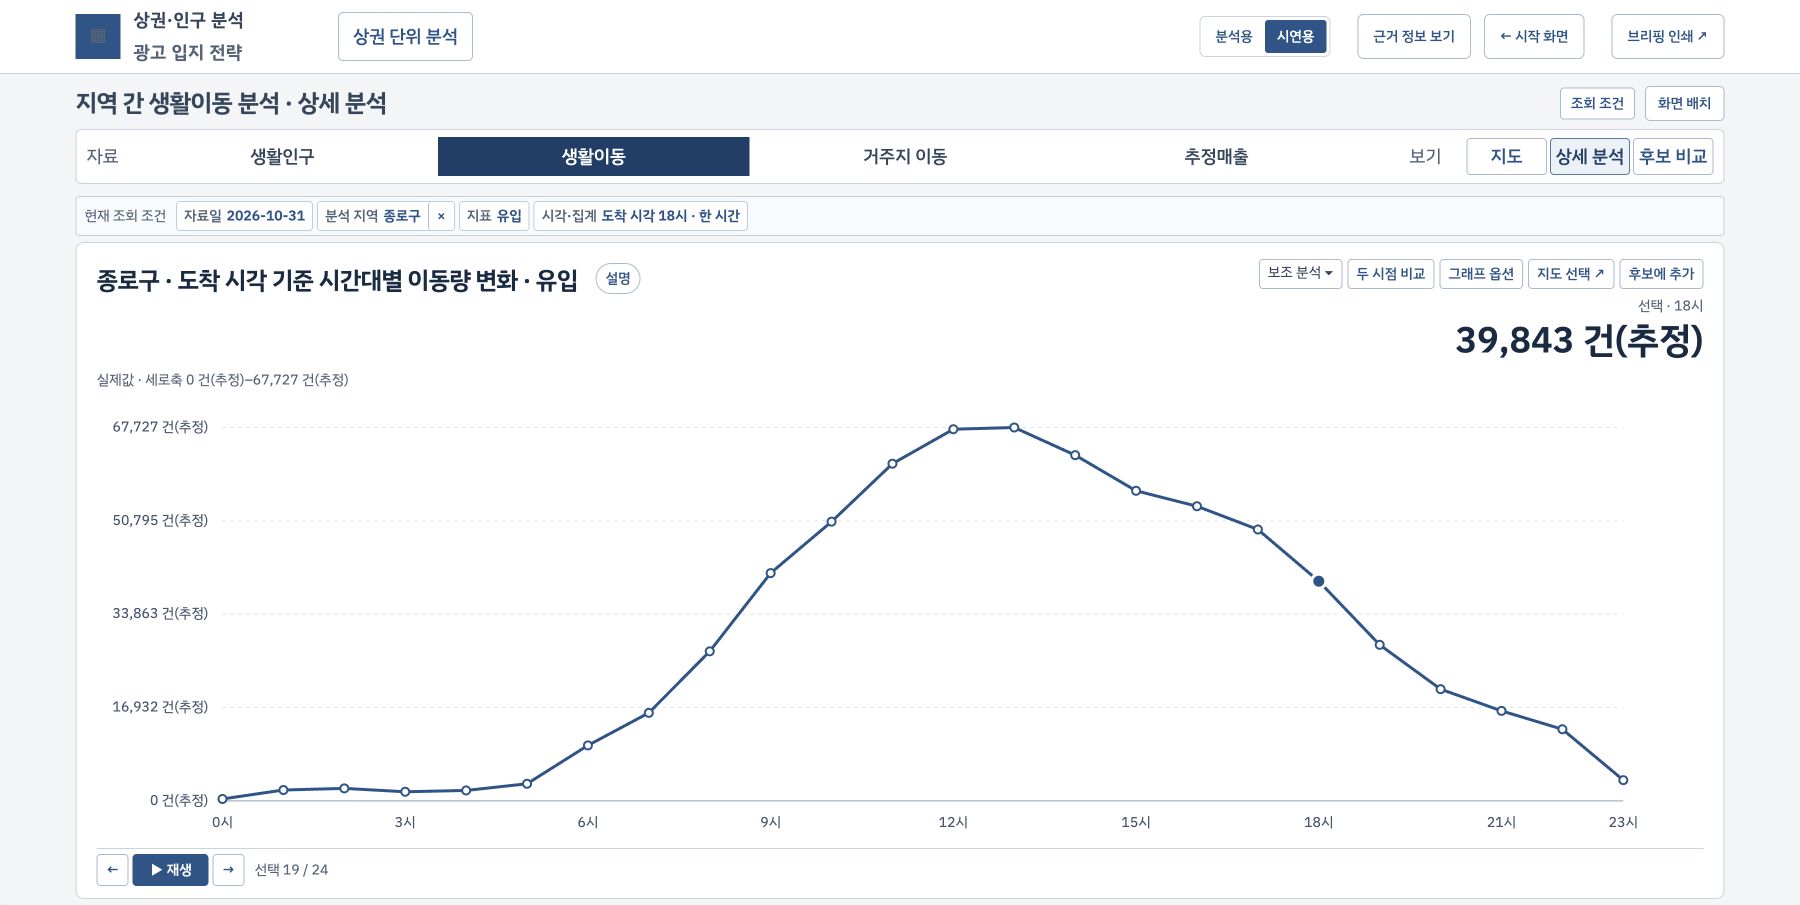 상권·인구 분석
광고 입지 전략
상권 단위 분석
분석용 시연용
근거 정보 보기
← 시작 화면
브리핑 인쇄 ↗
지역 간 생활이동 분석 · 상세 분석
조회 조건
화면 배치
자료 생활인구 생활이동 거주지 이동 추정매출 보기 지도 상세 분석 후보 비교
현재 조회 조건 자료일 2026-10-31 분석 지역 종로구 × 지표 유입 시각·집계 도착 시각 18시 · 한 시간
종로구 · 도착 시각 기준 시간대별 이동량 변화 · 유입 설명
보조 분석 ▾ 두 시점 비교 그래프 옵션 지도 선택 ↗ 후보에 추가
선택 · 18시
39,843 건(추정)
실제값 · 세로축 0 건(추정)–67,727 건(추정)
67,727 건(추정)
50,795 건(추정)
33,863 건(추정)
16,932 건(추정)
0 건(추정)
0시 3시 6시 9시 12시 15시 18시 21시 23시
← ▶ 재생 → 선택 19 / 24